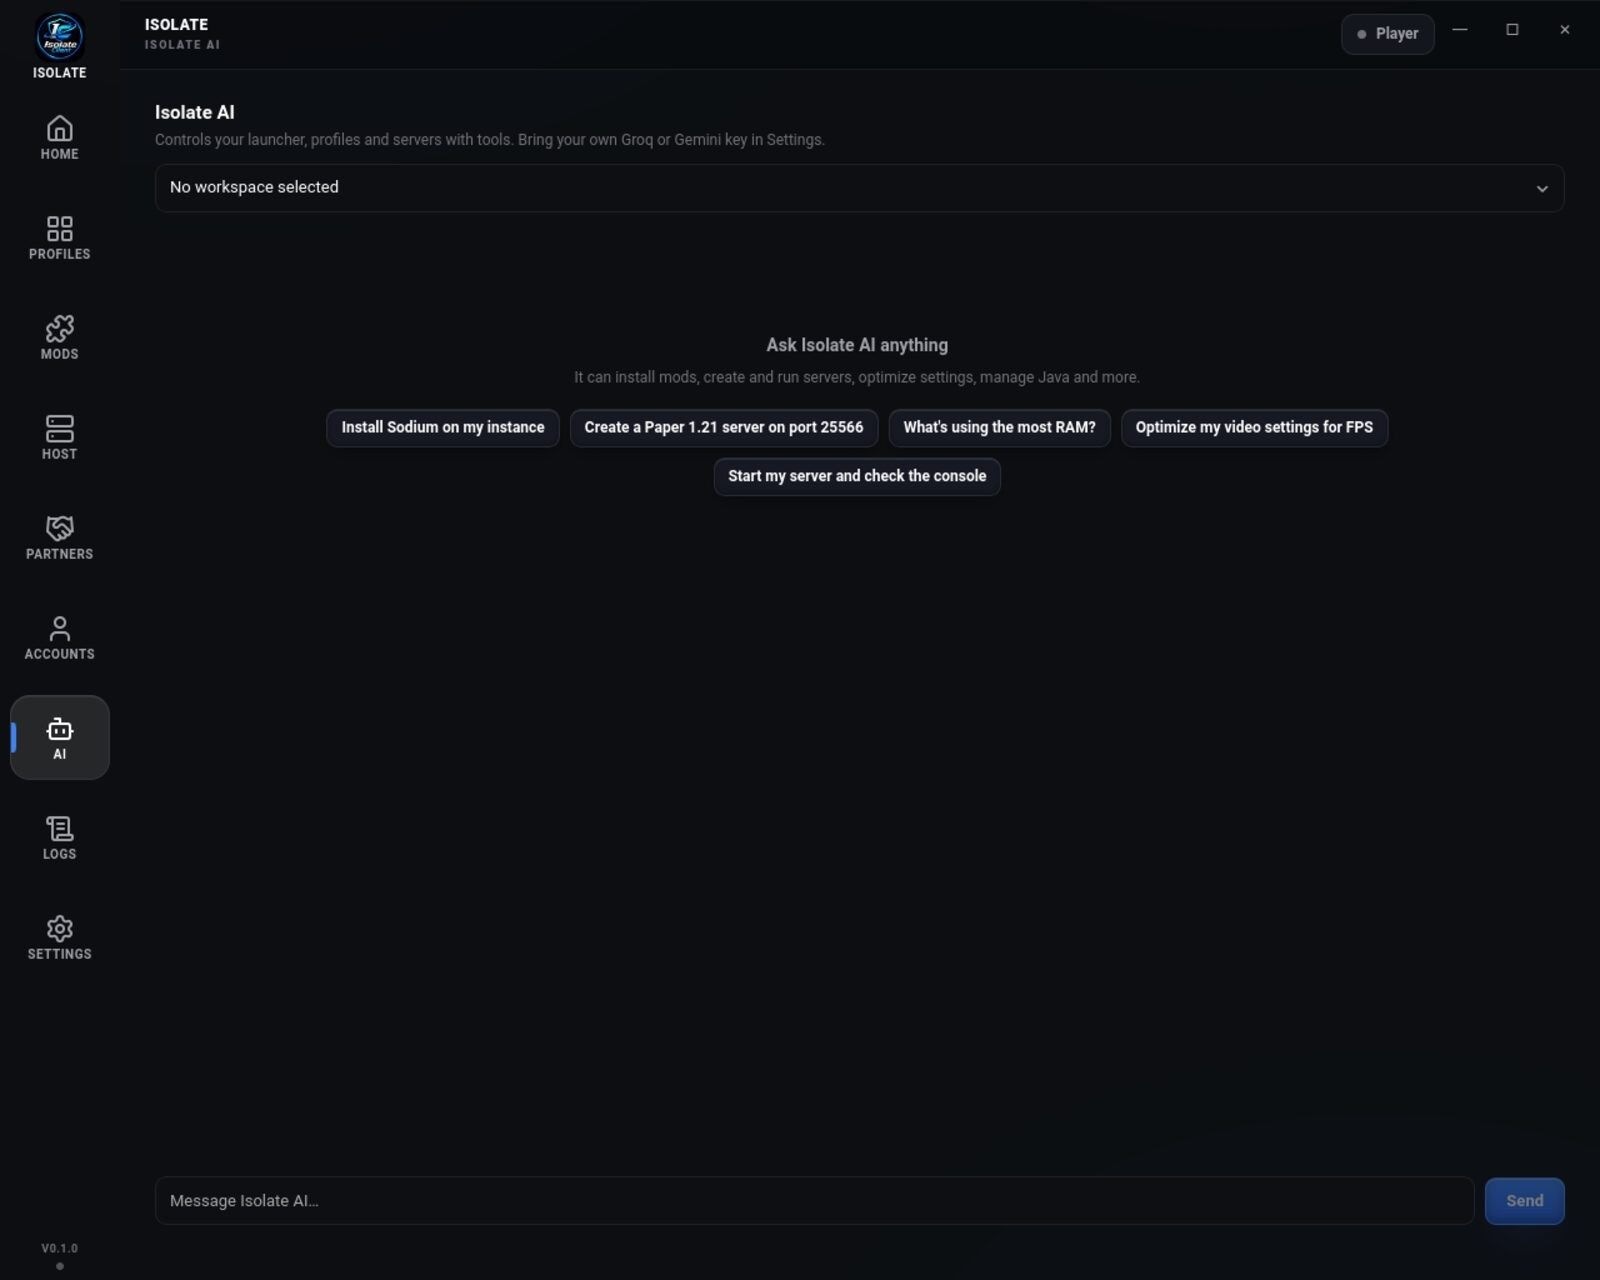 Isolate
Client
ISOLATE
HOME
PROFILES
MODS
HOST
PARTNERS
ACCOUNTS
AI
LOGS
SETTINGS
V0.1.0
ISOLATE
ISOLATE AI
Player
Isolate AI
Controls your launcher, profiles and servers with tools. Bring your own Groq or Gemini key in Settings.
No workspace selected
Ask Isolate AI anything
It can install mods, create and run servers, optimize settings, manage Java and more.
Install Sodium on my instance
Create a Paper 1.21 server on port 25566
What's using the most RAM?
Optimize my video settings for FPS
Start my server and check the console
Message Isolate AI...
Send